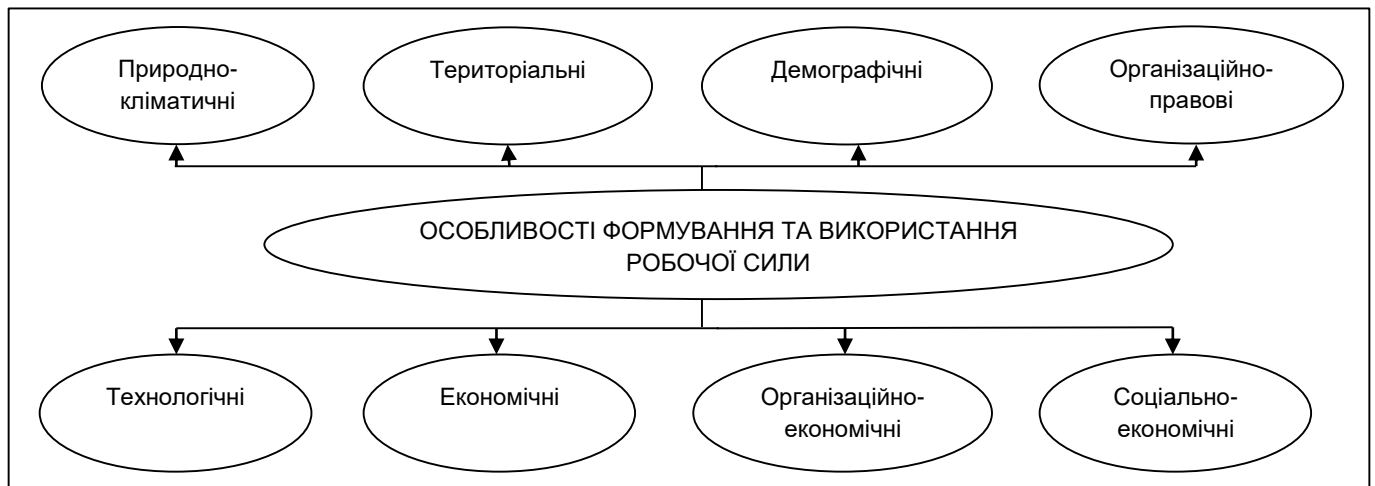 Природно-
кліматичні
Територіальні
Демографічні
Організаційно-
правові
ОСОБЛИВОСТІ ФОРМУВАННЯ ТА ВИКОРИСТАННЯ
РОБОЧОЇ СИЛИ
Технологічні
Економічні
Організаційно-
економічні
Соціально-
економічні